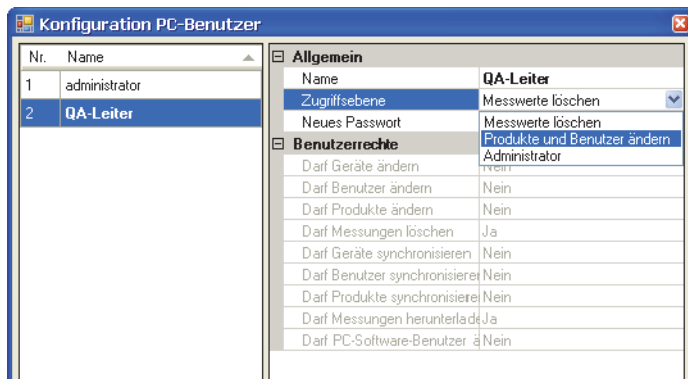 Konfiguration PC-Benutzer
Nr. Name
1 administrator
2 QA-Leiter
Allgemein
Name QA-Leiter
Zugriffsebene Messwerte löschen
Neues Passwort
Messwerte löschen
Produkte und Benutzer ändern
Administrator
Benutzerrechte
Darf Geräte ändern Nein
Darf Benutzer ändern Nein
Darf Produkte ändern Nein
Darf Messungen löschen Ja
Darf Geräte synchronisieren Nein
Darf Benutzer synchronisieren Nein
Darf Produkte synchronisiere Nein
Darf Messungen herunterlade Ja
Darf PC-Software-Benutzer ä Nein